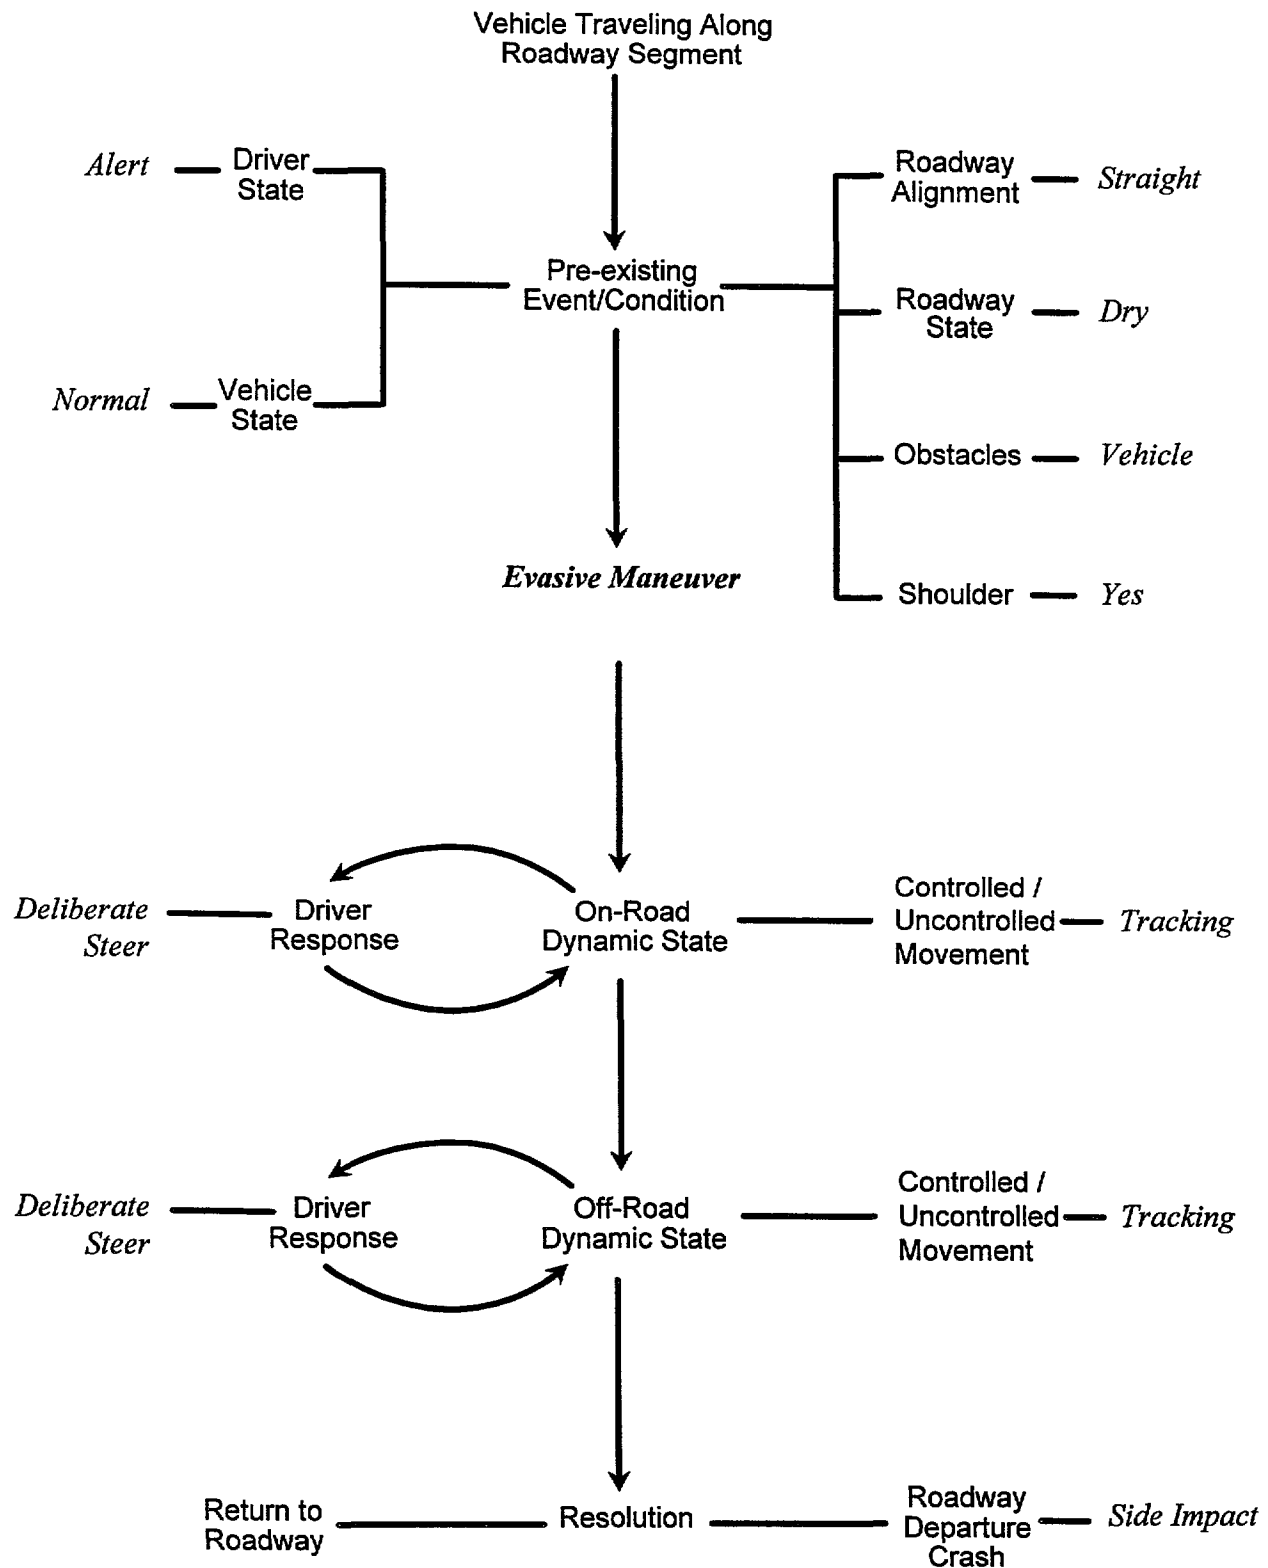 Vehicle Traveling Along
Roadway Segment
Alert
Driver
State
Roadway
Alignment
Straight
Pre-existing
Event/Condition
Roadway
State
Dry
Normal
Vehicle
State
Obstacles
Vehicle
Evasive Maneuver
Shoulder
Yes
Deliberate
Steer
Driver
Response
On-Road
Dynamic State
Controlled /
Uncontrolled
Movement
Tracking
Deliberate
Steer
Driver
Response
Off-Road
Dynamic State
Controlled /
Uncontrolled
Movement
Tracking
Return to
Roadway
Resolution
Roadway
Departure
Crash
Side Impact